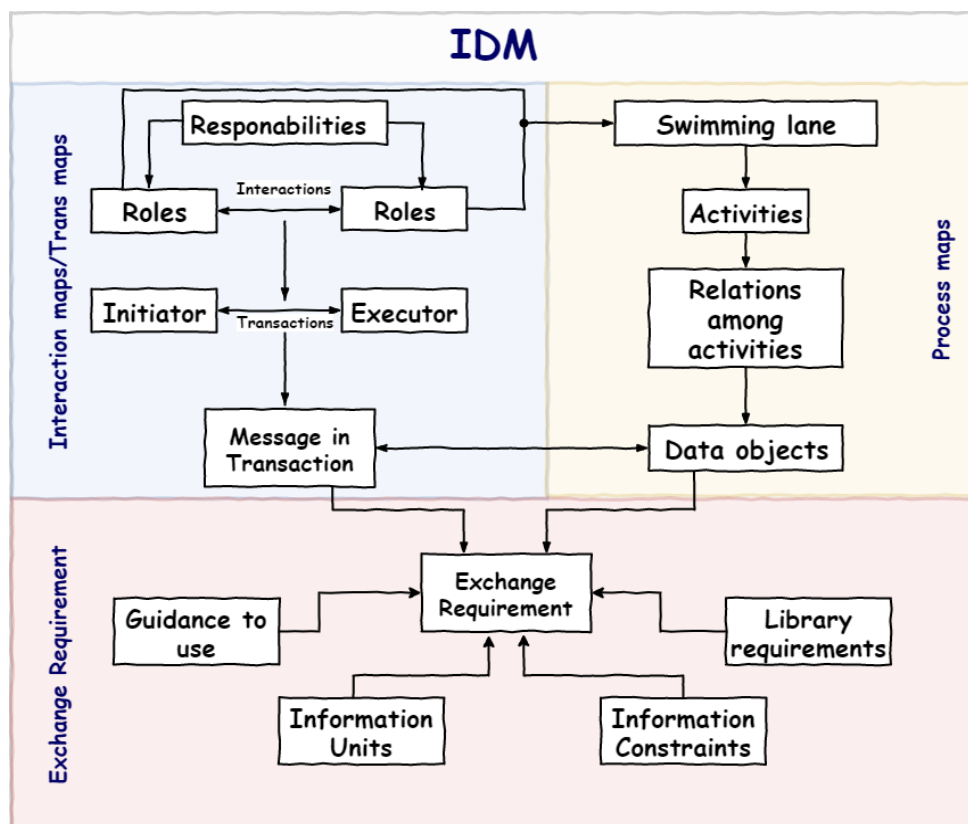 IDM
Interaction maps/Trans maps
Responabilities
Roles
Interactions
Roles
Initiator
Transactions
Executor
Message in
Transaction
Swimming lane
Activities
Relations
among
activities
Data objects
Process maps
Exchange Requirement
Exchange
Requirement
Guidance to
use
Library
requirements
Information
Units
Information
Constraints